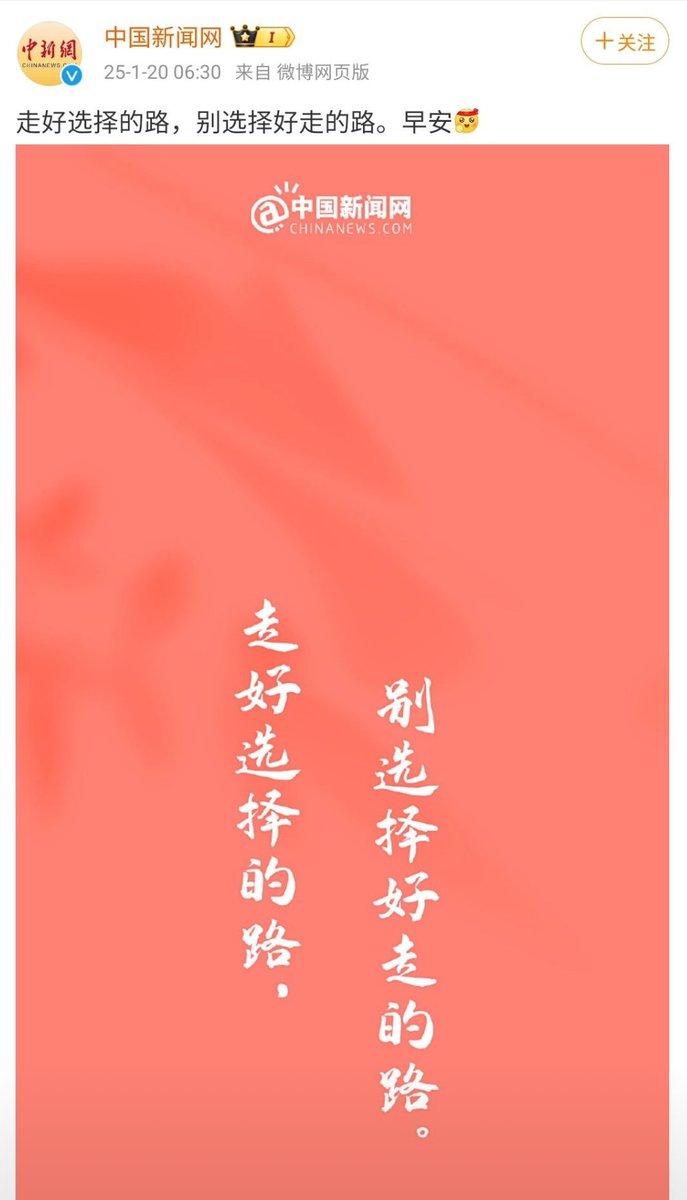 中新網
CHINANEWS.COM
中国新闻网
I
+关注
25-1-20 06:30 来自 微博网页版
走好选择的路，别选择好走的路。早安
@中国新闻网
CHINANEWS.COM
走好选择的路，
别选择好走的路。